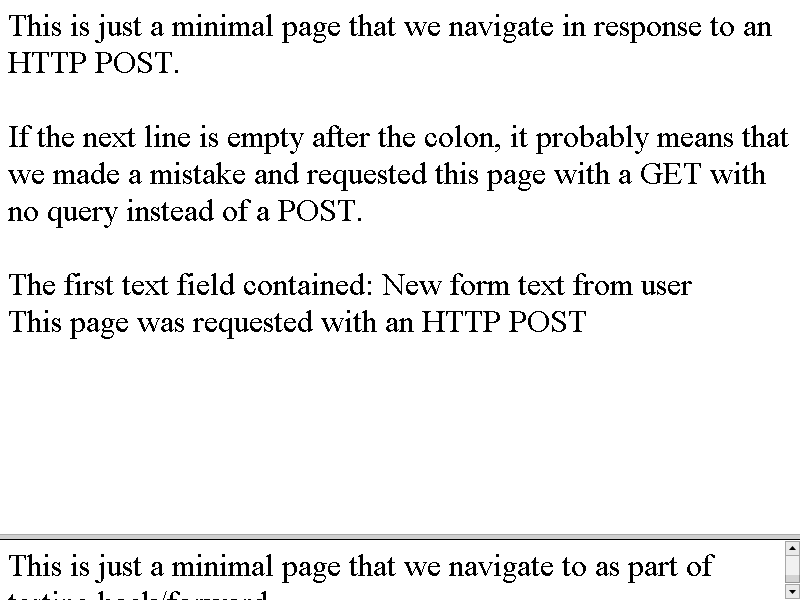 This is just a minimal page that we navigate in response to an
HTTP POST.
If the next line is empty after the colon, it probably means that
we made a mistake and requested this page with a GET with
no query instead of a POST.
The first text field contained: New form text from user
This page was requested with an HTTP POST
This is just a minimal page that we navigate to as part of
testing back/forward